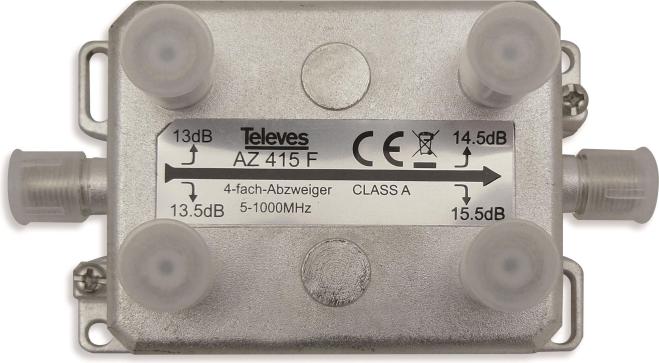 13dB Televes CE 14.5dB
AZ 415 F
4-fach-Abzweiger CLASS A
13.5dB 5-1000MHz 15.5dB